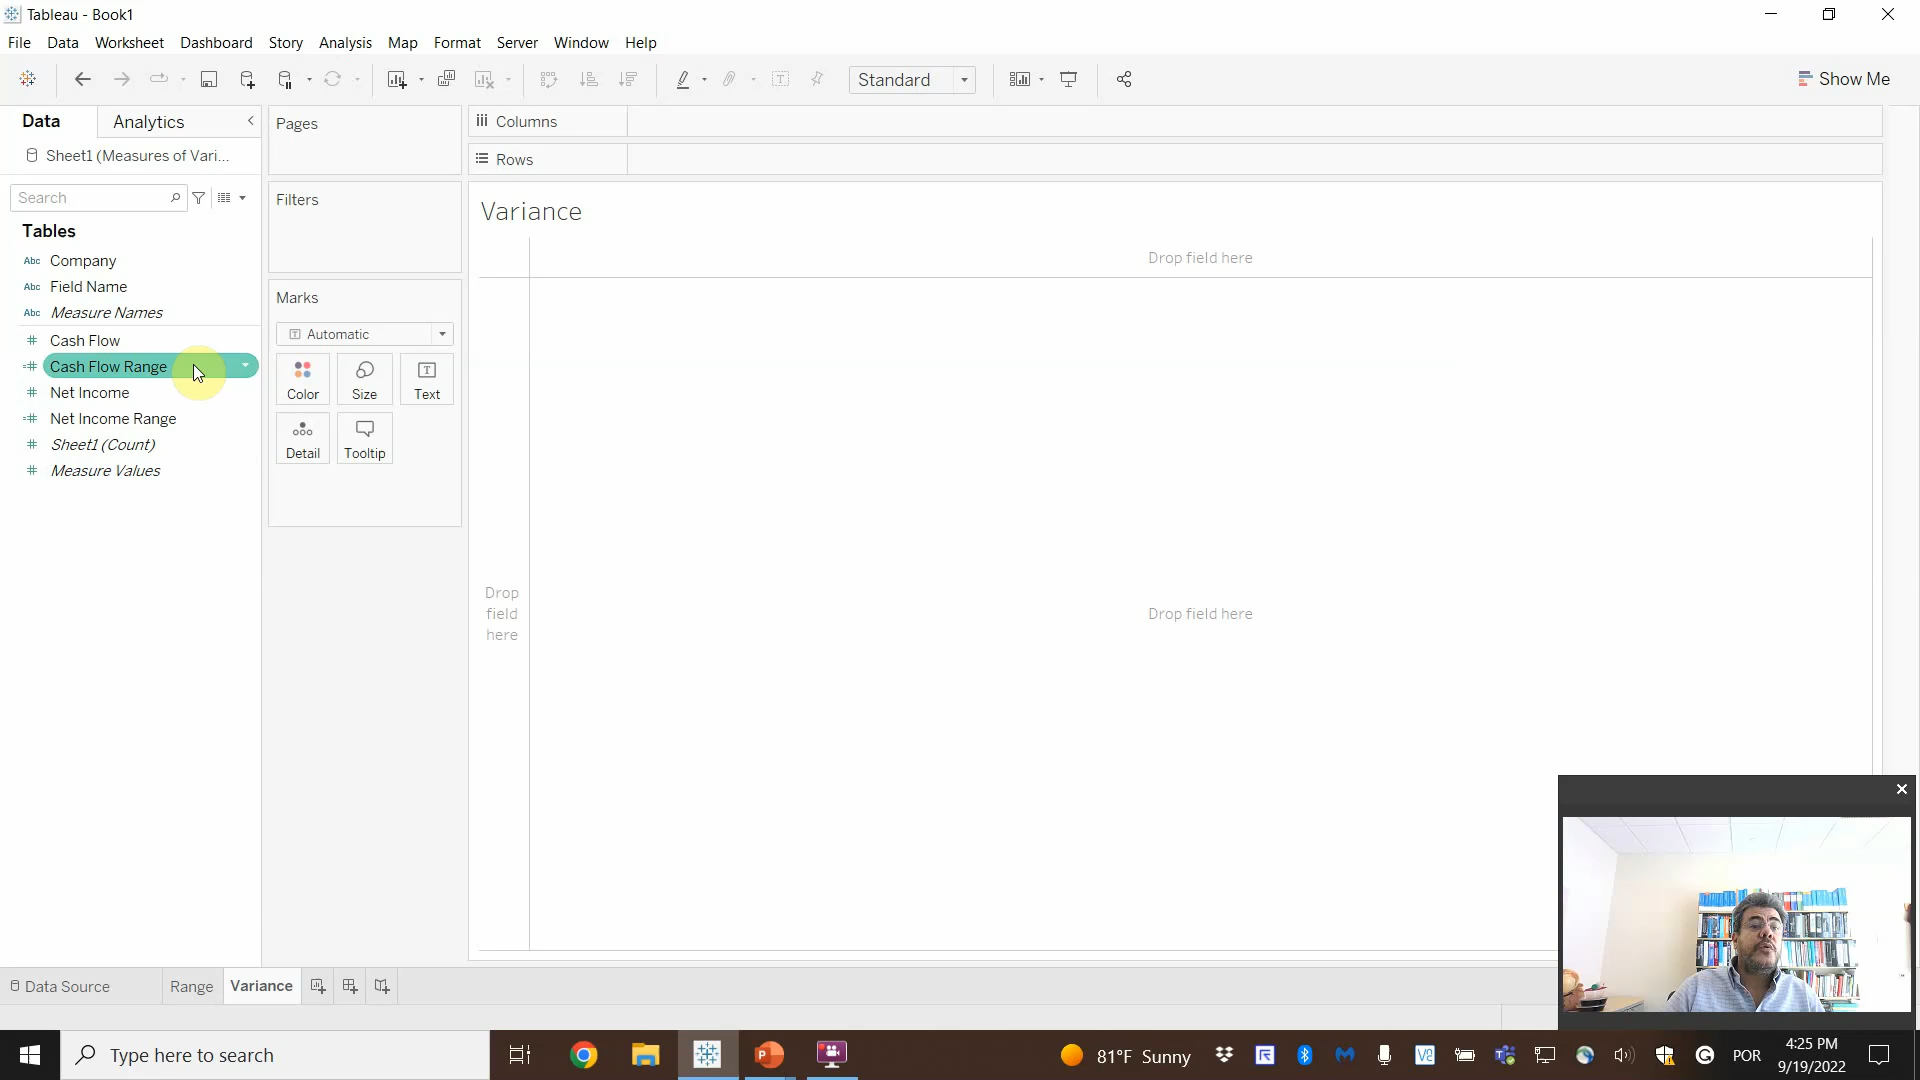 Tableau - Book1
File Data Worksheet Dashboard Story Analysis Map Format Server Window Help
Standard
Show Me
Data
Analytics
Pages
Columns
Sheet1 (Measures of Vari...
Rows
Search
Filters
Variance
Tables
Drop field here
Abc Company
Abc Field Name
Abc Measure Names
Marks
Cash Flow
Automatic
Cash Flow Range
Net Income
Color Size Text
Net Income Range
Sheet1 (Count)
Detail Tooltip
Measure Values
Drop
field
here
Drop field here
Data Source Range Variance
Type here to search
81°F Sunny
POR
4:25 PM
9/19/2022